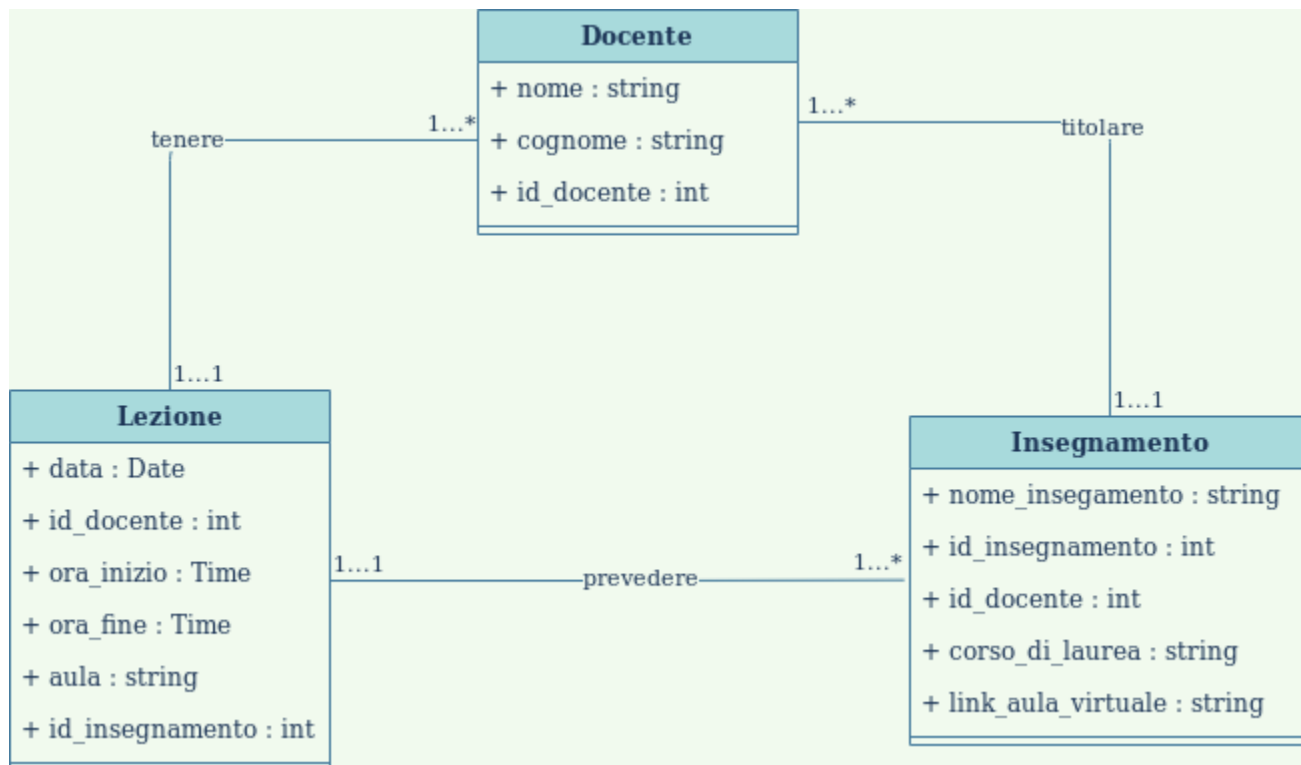 Docente
+ nome : string
+ cognome : string
+ id_docente : int
1...*
tenere
1...1
1...*
titolare
1...1
Lezione
+ data : Date
+ id_docente : int
+ ora_inizio : Time
+ ora_fine : Time
+ aula : string
+ id_insegnamento : int
1...1
prevedere
1...*
Insegnamento
+ nome_insegamento : string
+ id_insegnamento : int
+ id_docente : int
+ corso_di_laurea : string
+ link_aula_virtuale : string